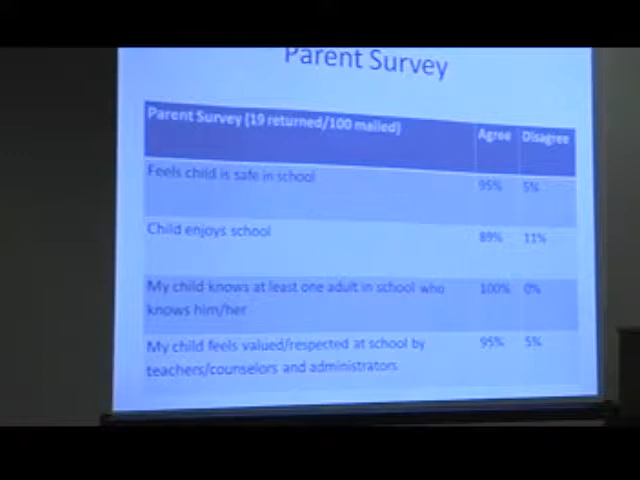 Parent Survey
Parent Survey (19 returned/100 mailed) Agree Disagree
Feels child is safe in school 95% 5%
Child enjoys school 89% 11%
My child knows at least one adult in school who 100% 0%
knows him/her
My child feels valued/respected at school by 95% 5%
teachers/counselors and administrators